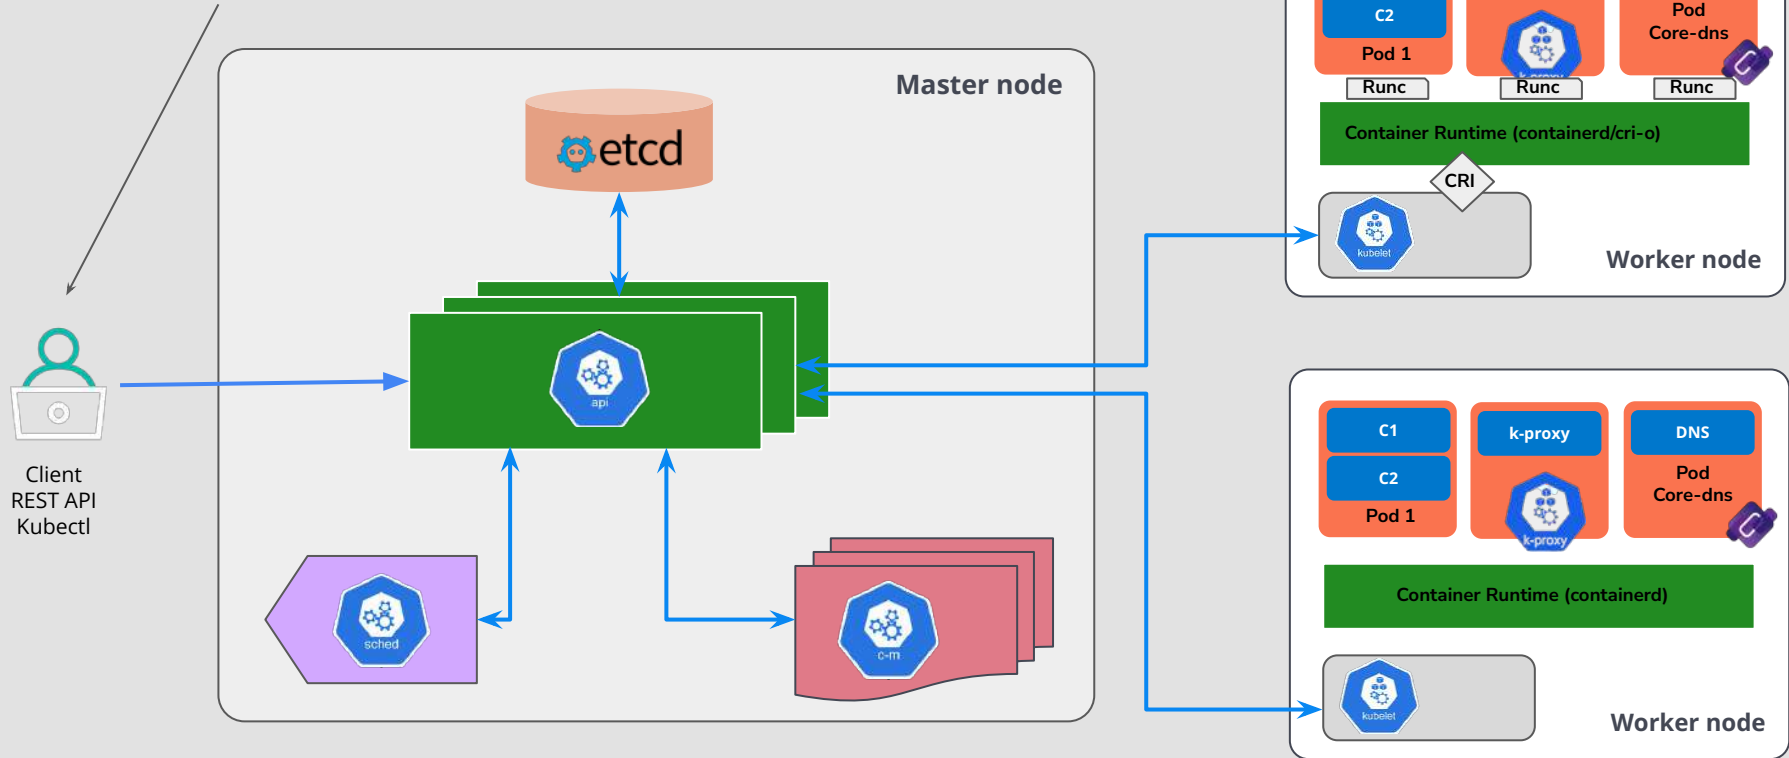 Master node
etcd
api
sched
c-m
Client
REST API
Kubectl
C2
Pod 1
Pod
Core-dns
Runc
Runc
Runc
Container Runtime (containerd/cri-o)
CRI
kubelet
Worker node
C1
C2
Pod 1
k-proxy
k-proxy
DNS
Pod
Core-dns
Container Runtime (containerd)
kubelet
Worker node